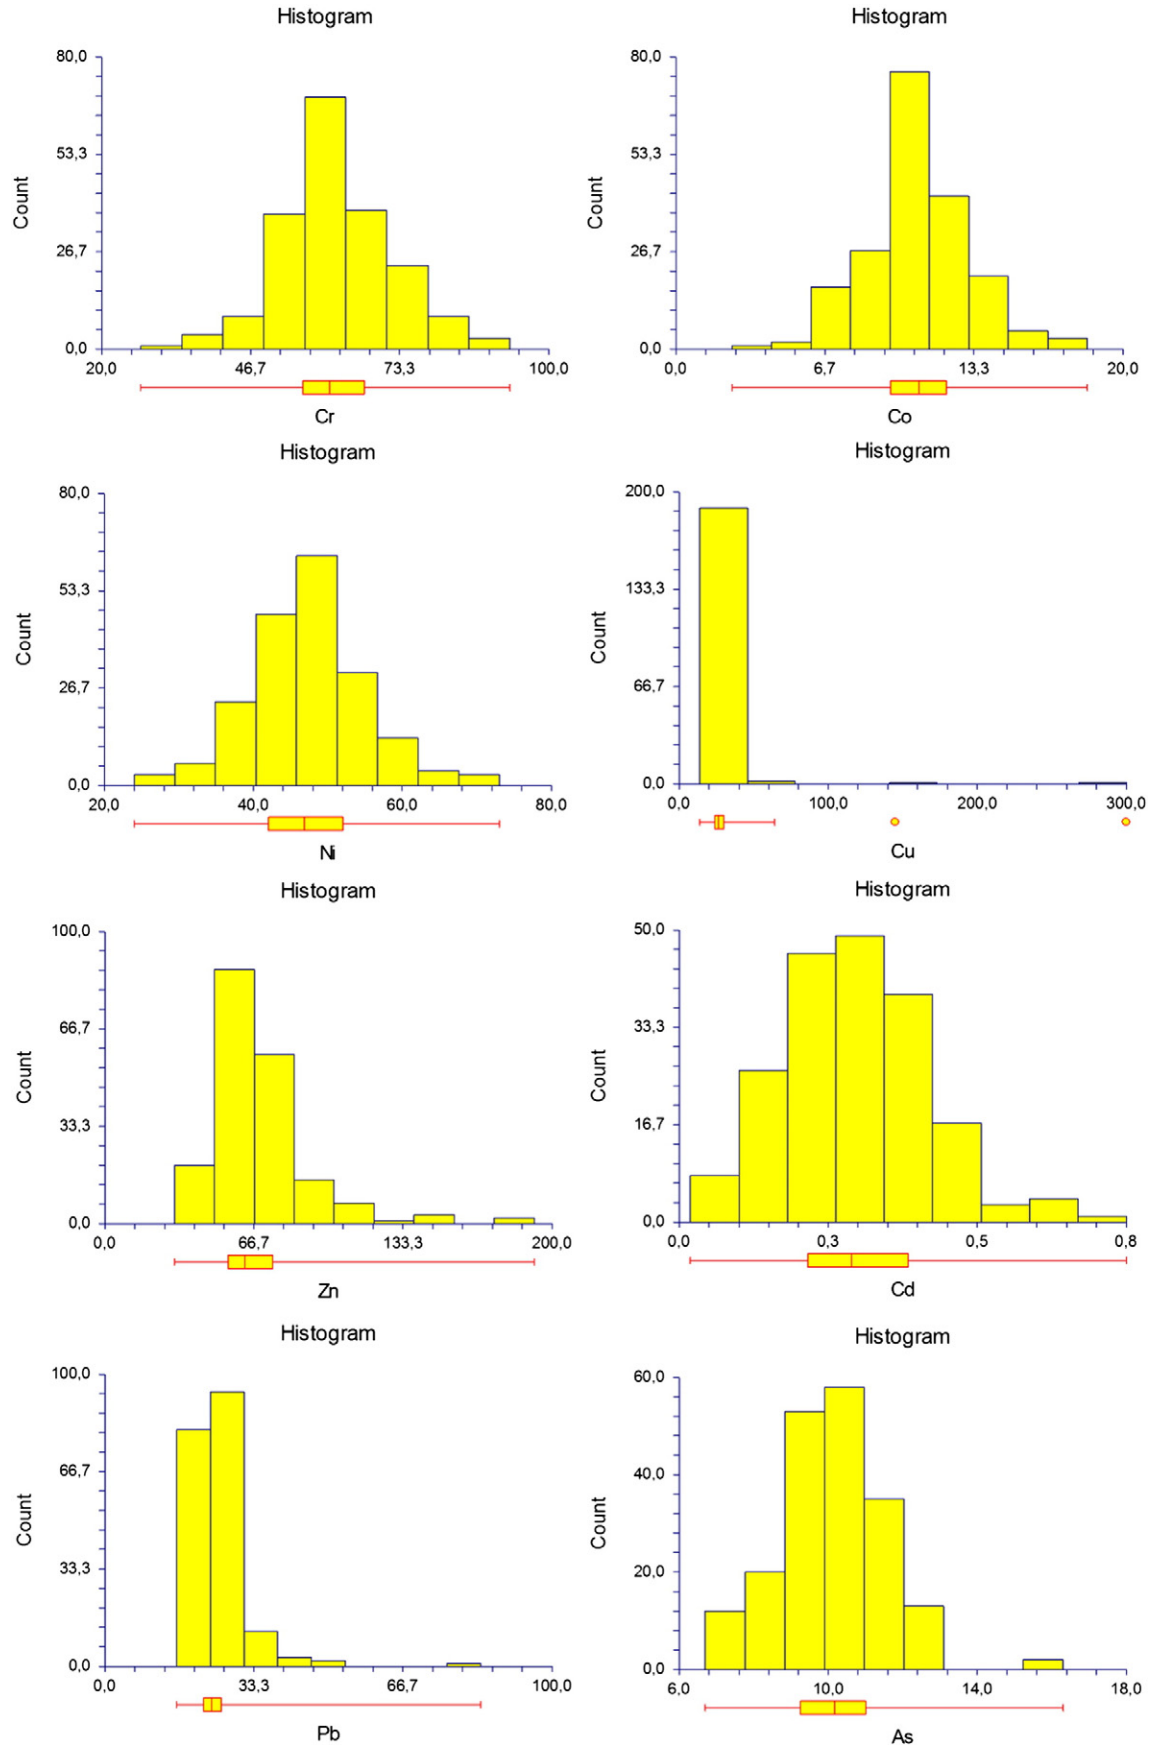 Histogram
80,0
53,3
26,7
0,0
Count
20,0 46,7 73,3 100,0
Cr
Histogram
80,0
53,3
26,7
0,0
Count
0,0 6,7 13,3 20,0
Co
Histogram
80,0
53,3
26,7
0,0
Count
20,0 40,0 60,0 80,0
Ni
Histogram
200,0
133,3
66,7
0,0
Count
0,0 100,0 200,0 300,0
Cu
Histogram
100,0
66,7
33,3
0,0
Count
0,0 66,7 133,3 200,0
Zn
Histogram
50,0
33,3
16,7
0,0
Count
0,0 0,3 0,5 0,8
Cd
Histogram
100,0
66,7
33,3
0,0
Count
0,0 33,3 66,7 100,0
Pb
Histogram
60,0
40,0
20,0
0,0
Count
6,0 10,0 14,0 18,0
As